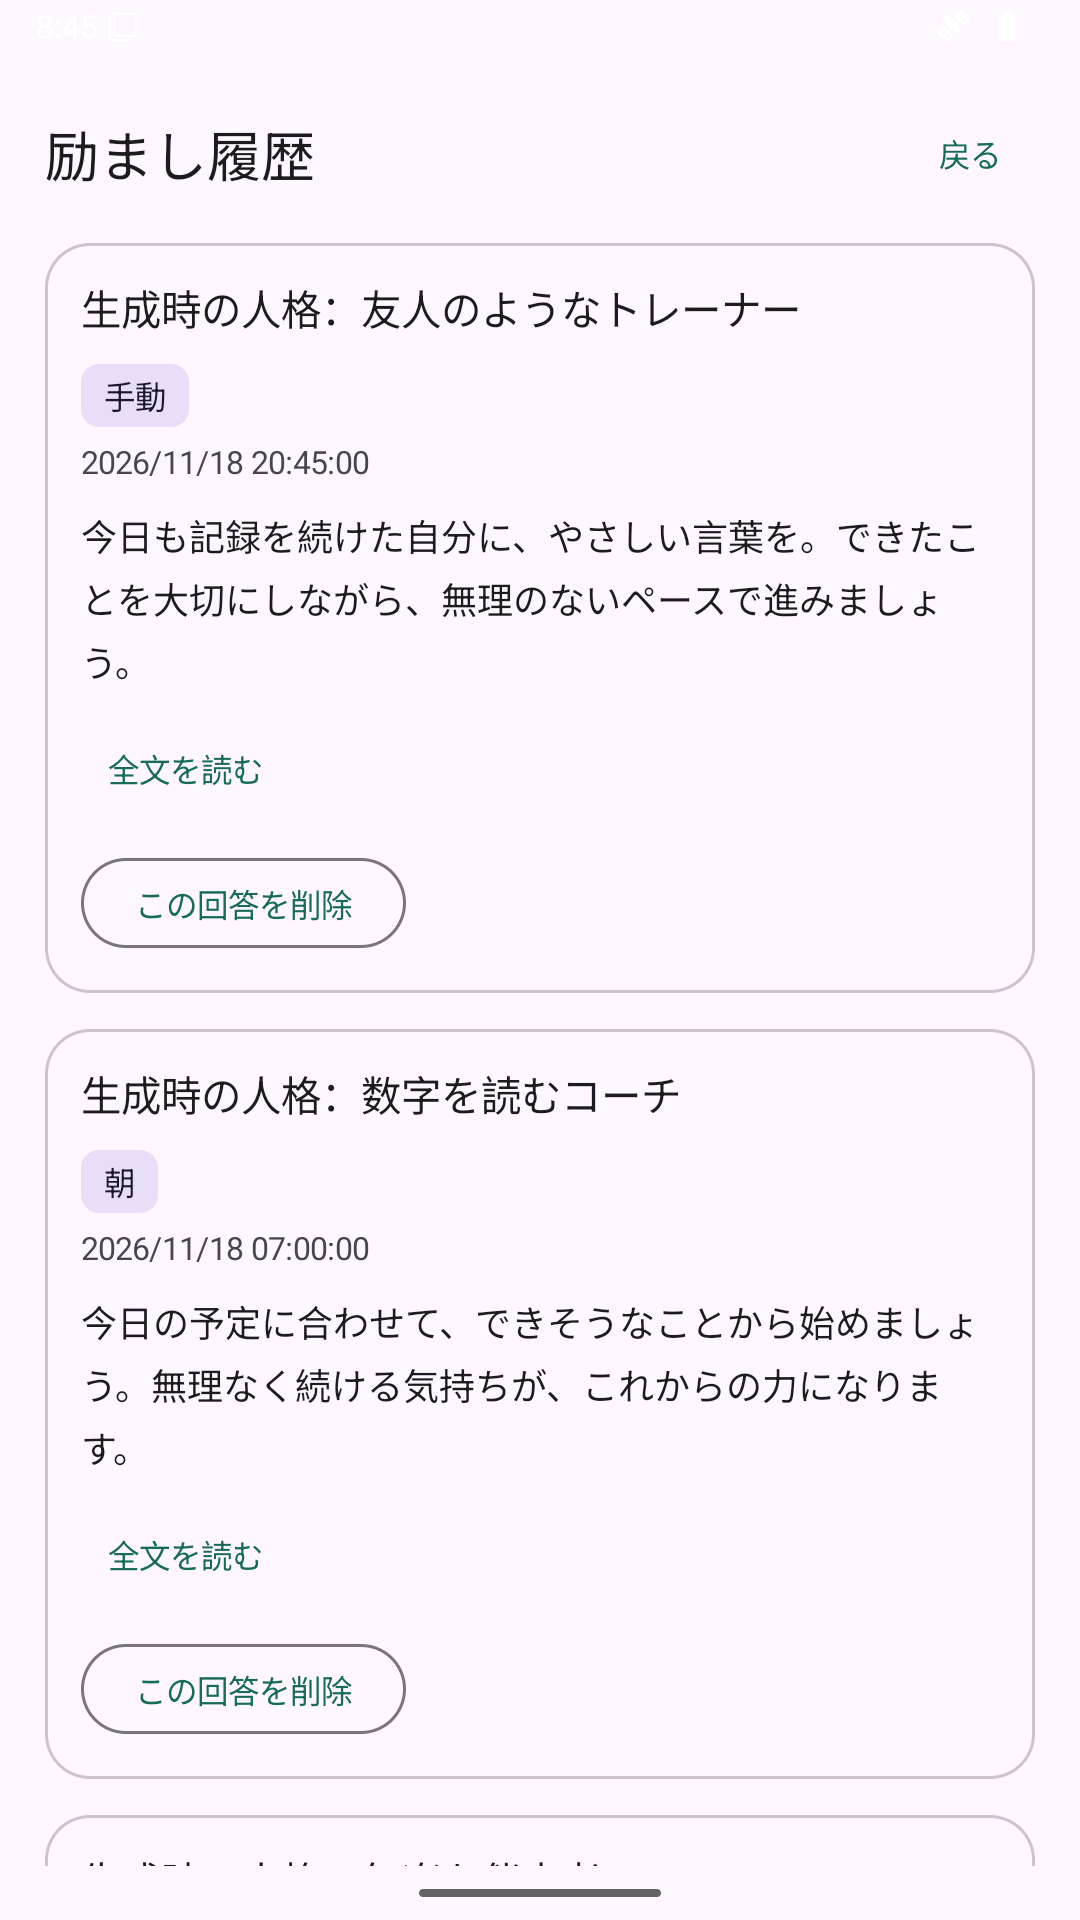 8:45
励まし履歴
戻る
生成時の人格：友人のようなトレーナー
手動
2026/11/18 20:45:00
今日も記録を続けた自分に、やさしい言葉を。できたこ
とを大切にしながら、無理のないペースで進みましょ
う。
全文を読む
この回答を削除
生成時の人格：数字を読むコーチ
朝
2026/11/18 07:00:00
今日の予定に合わせて、できそうなことから始めましょ
う。無理なく続ける気持ちが、これからの力になりま
す。
全文を読む
この回答を削除